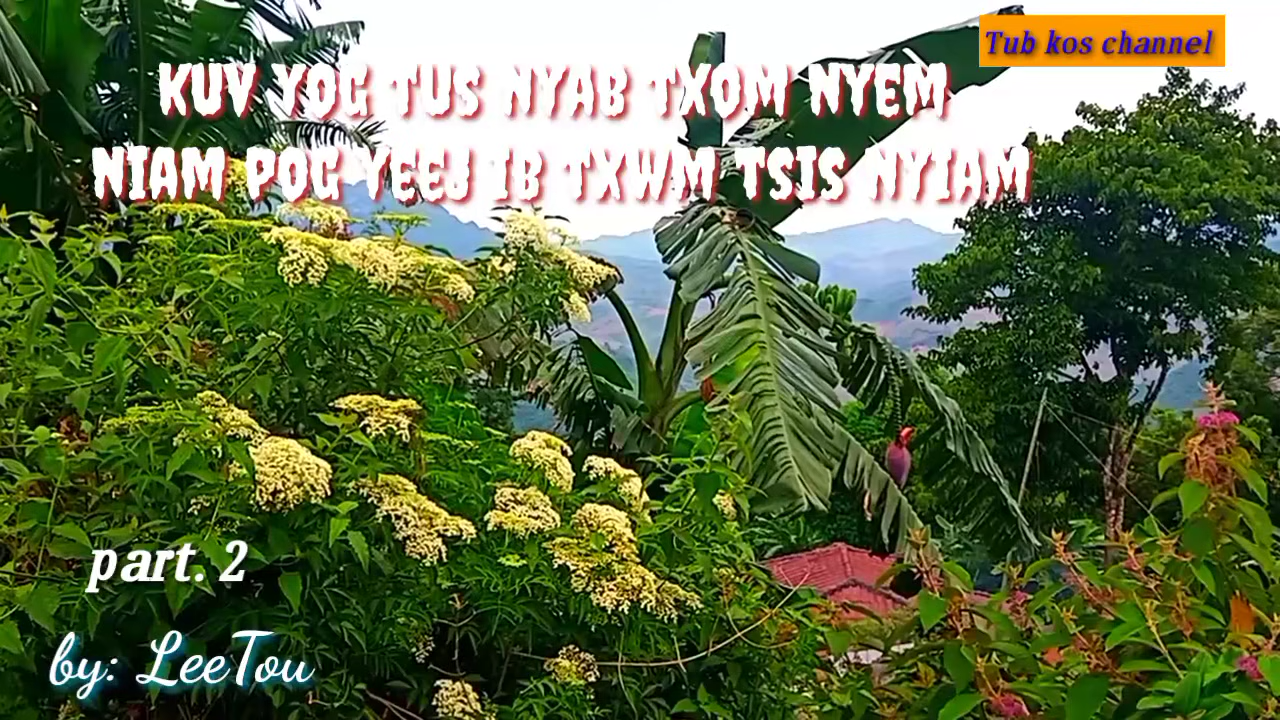 Tub kos channel
KUV YOG TUS NYAB TXOM NYEM
NIAM POG YEEJ IB TXWM TSIS NYIAM
part. 2
by: LeeTou